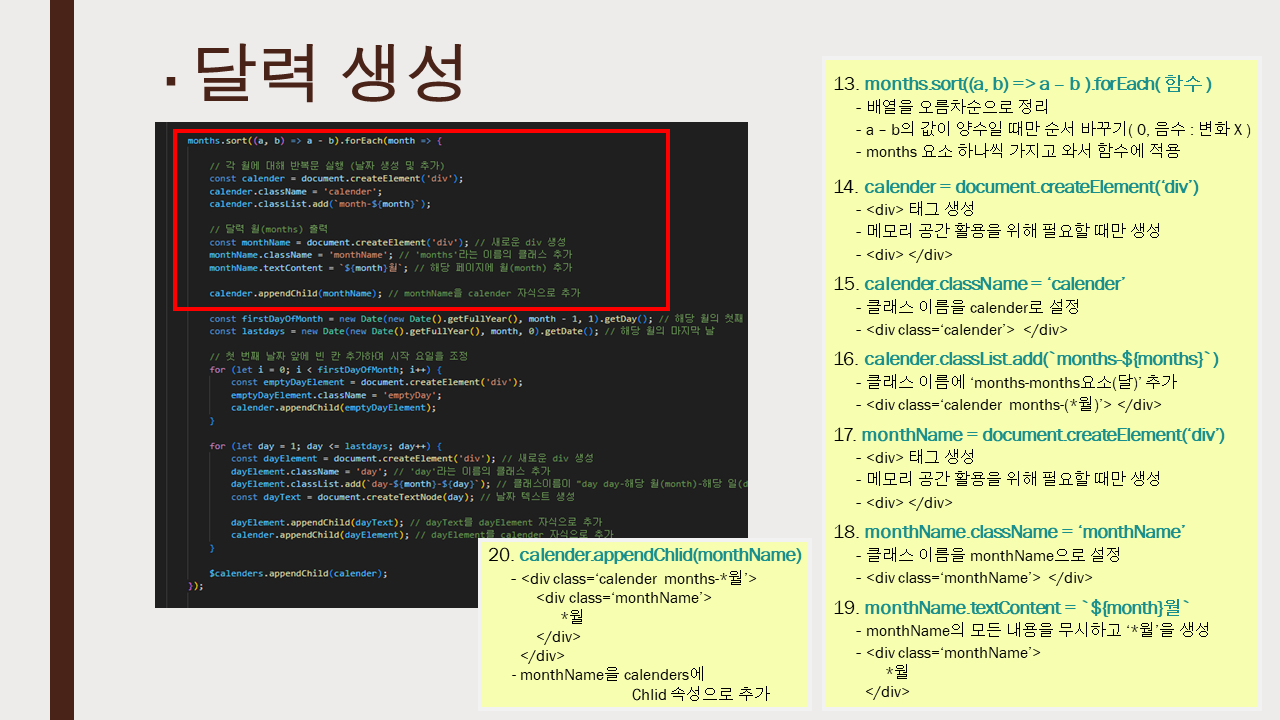 ▪ 달력 생성
months.sort((a, b) => a - b).forEach(month => {
// 각 월에 대해 반복문 실행 (날짜 생성 및 추가)
const calender = document.createElement('div');
calender.className = 'calender';
calender.classList.add(`month-${month}`);
// 달력 월(months) 출력
const monthName = document.createElement('div'); // 새로운 div 생성
monthName.className = 'monthName'; // 'months'라는 이름의 클래스 추가
monthName.textContent = `${month}월`; // 해당 페이지에 월(month) 추가
calender.appendChild(monthName); // monthName을 calender 자식으로 추가
const firstDayOfMonth = new Date(new Date().getFullYear(), month - 1, 1).getDay(); // 해당 월의 첫째
const lastdays = new Date(new Date().getFullYear(), month, 0).getDate(); // 해당 월의 마지막 날
// 첫 번째 날짜 앞에 빈 칸 추가하여 시작 요일을 조정
for (let i = 0; i < firstDayOfMonth; i++) {
const emptyDayElement = document.createElement('div');
emptyDayElement.className = 'emptyDay';
calender.appendChild(emptyDayElement);
}
for (let day = 1; day <= lastdays; day++) {
const dayElement = document.createElement('div'); // 새로운 div 생성
dayElement.className = 'day'; // 'day'라는 이름의 클래스 추가
dayElement.classList.add(`day-${month}-${day}`); // 클래스이름이 "day day-해당 월(month)-해당 일(d
const dayText = document.createTextNode(day); // 날짜 텍스트 생성
dayElement.appendChild(dayText); // dayText를 dayElement 자식으로 추가
calender.appendChild(dayElement); // dayElement를 calender 자식으로 추가
}
$calenders.appendChild(calender);
});
13. months.sort((a, b) => a – b ).forEach( 함수 )
- 배열을 오름차순으로 정리
- a – b의 값이 양수일 때만 순서 바꾸기( 0, 음수 : 변화 X )
- months 요소 하나씩 가지고 와서 함수에 적용
14. calender = document.createElement(‘div’)
- <div> 태그 생성
- 메모리 공간 활용을 위해 필요할 때만 생성
- <div> </div>
15. calender.className = ‘calender’
- 클래스 이름을 calender로 설정
- <div class=‘calender’> </div>
16. calender.classList.add(`months-${months}`)
- 클래스 이름에 ‘months-months요소(달)’ 추가
- <div class=‘calender months-(*월)’> </div>
17. monthName = document.createElement(‘div’)
- <div> 태그 생성
- 메모리 공간 활용을 위해 필요할 때만 생성
- <div> </div>
18. monthName.className = ‘monthName’
- 클래스 이름을 monthName으로 설정
- <div class=‘monthName’> </div>
19. monthName.textContent = `${month}월`
- monthName의 모든 내용을 무시하고 ‘*월’을 생성
- <div class=‘monthName’>
*월
</div>
20. calender.appendChlid(monthName)
- <div class=‘calender months-*월’>
<div class=‘monthName’>
*월
</div>
</div>
- monthName을 calenders에
Chlid 속성으로 추가